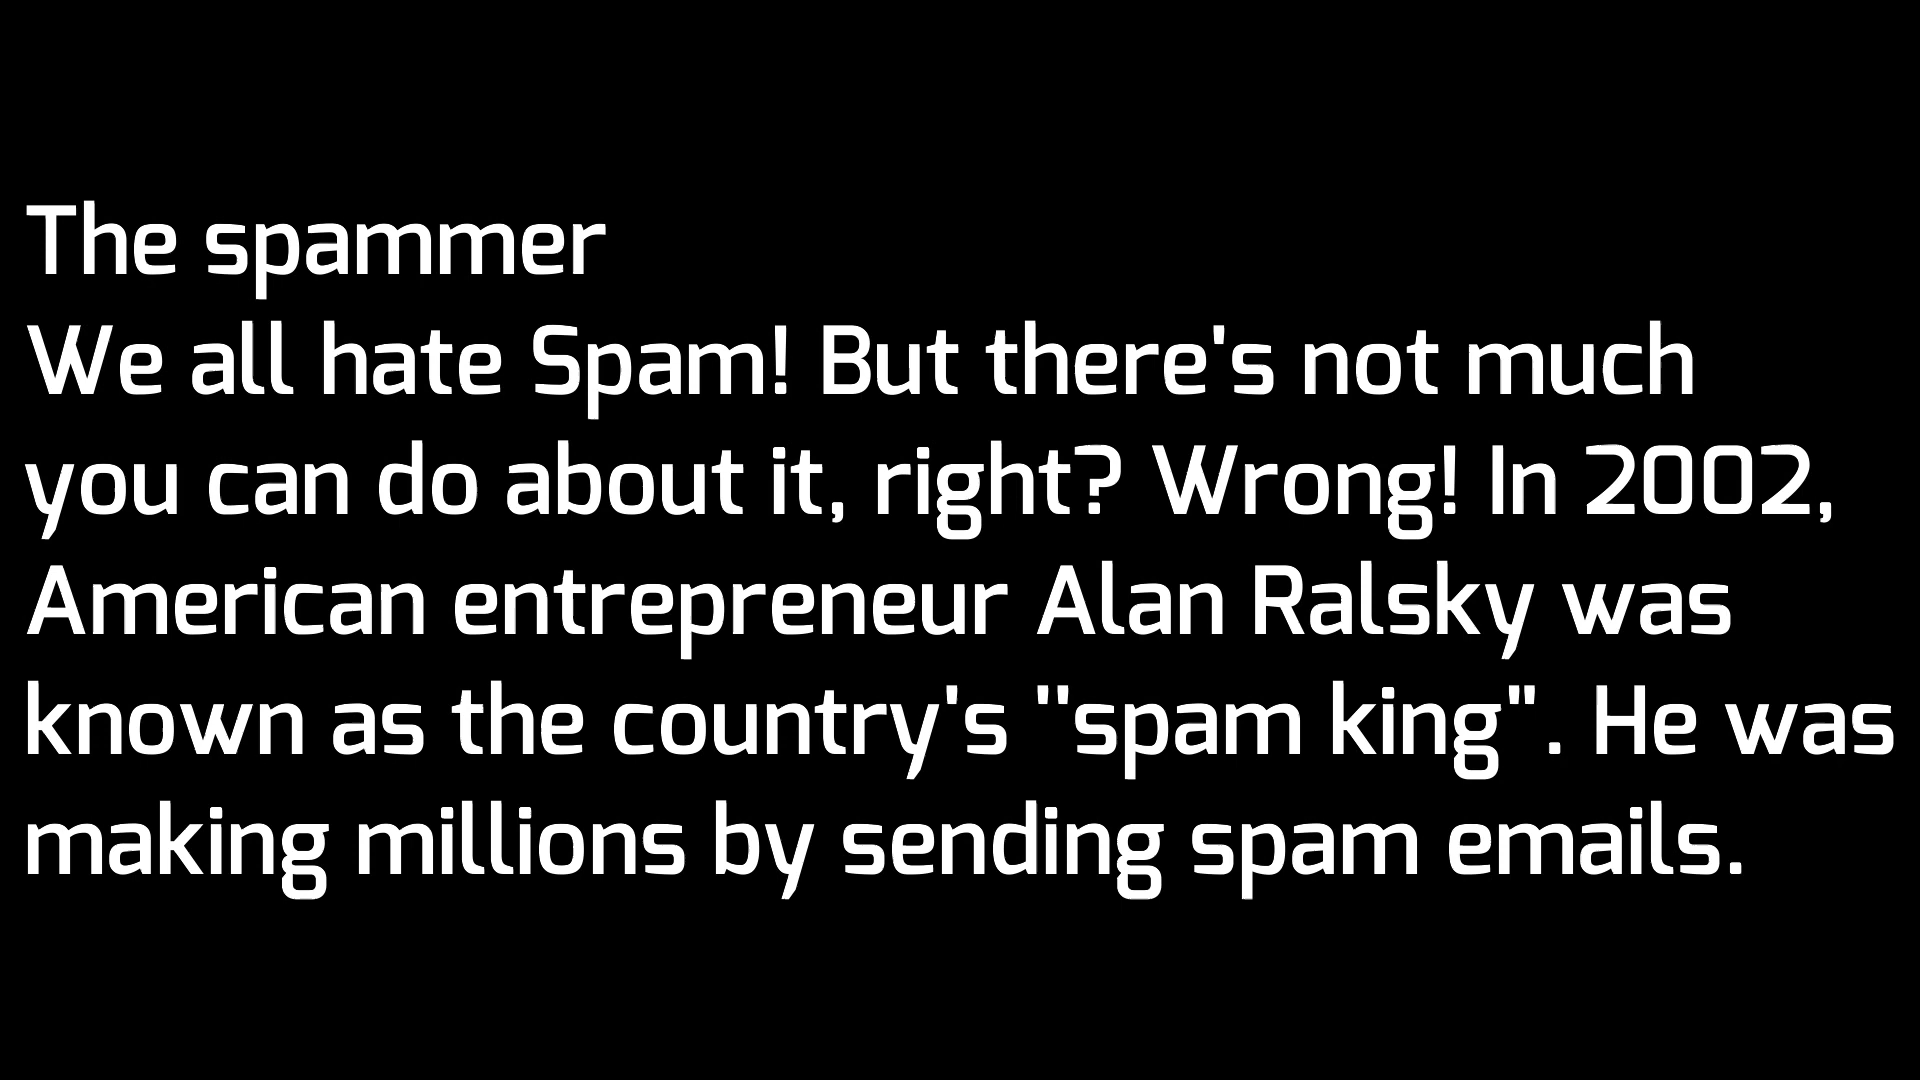 The spammer
We all hate Spam! But there's not much
you can do about it, right? Wrong! In 2002,
American entrepreneur Alan Ralsky was
known as the country's ''spam king". He was
making millions by sending spam emails.